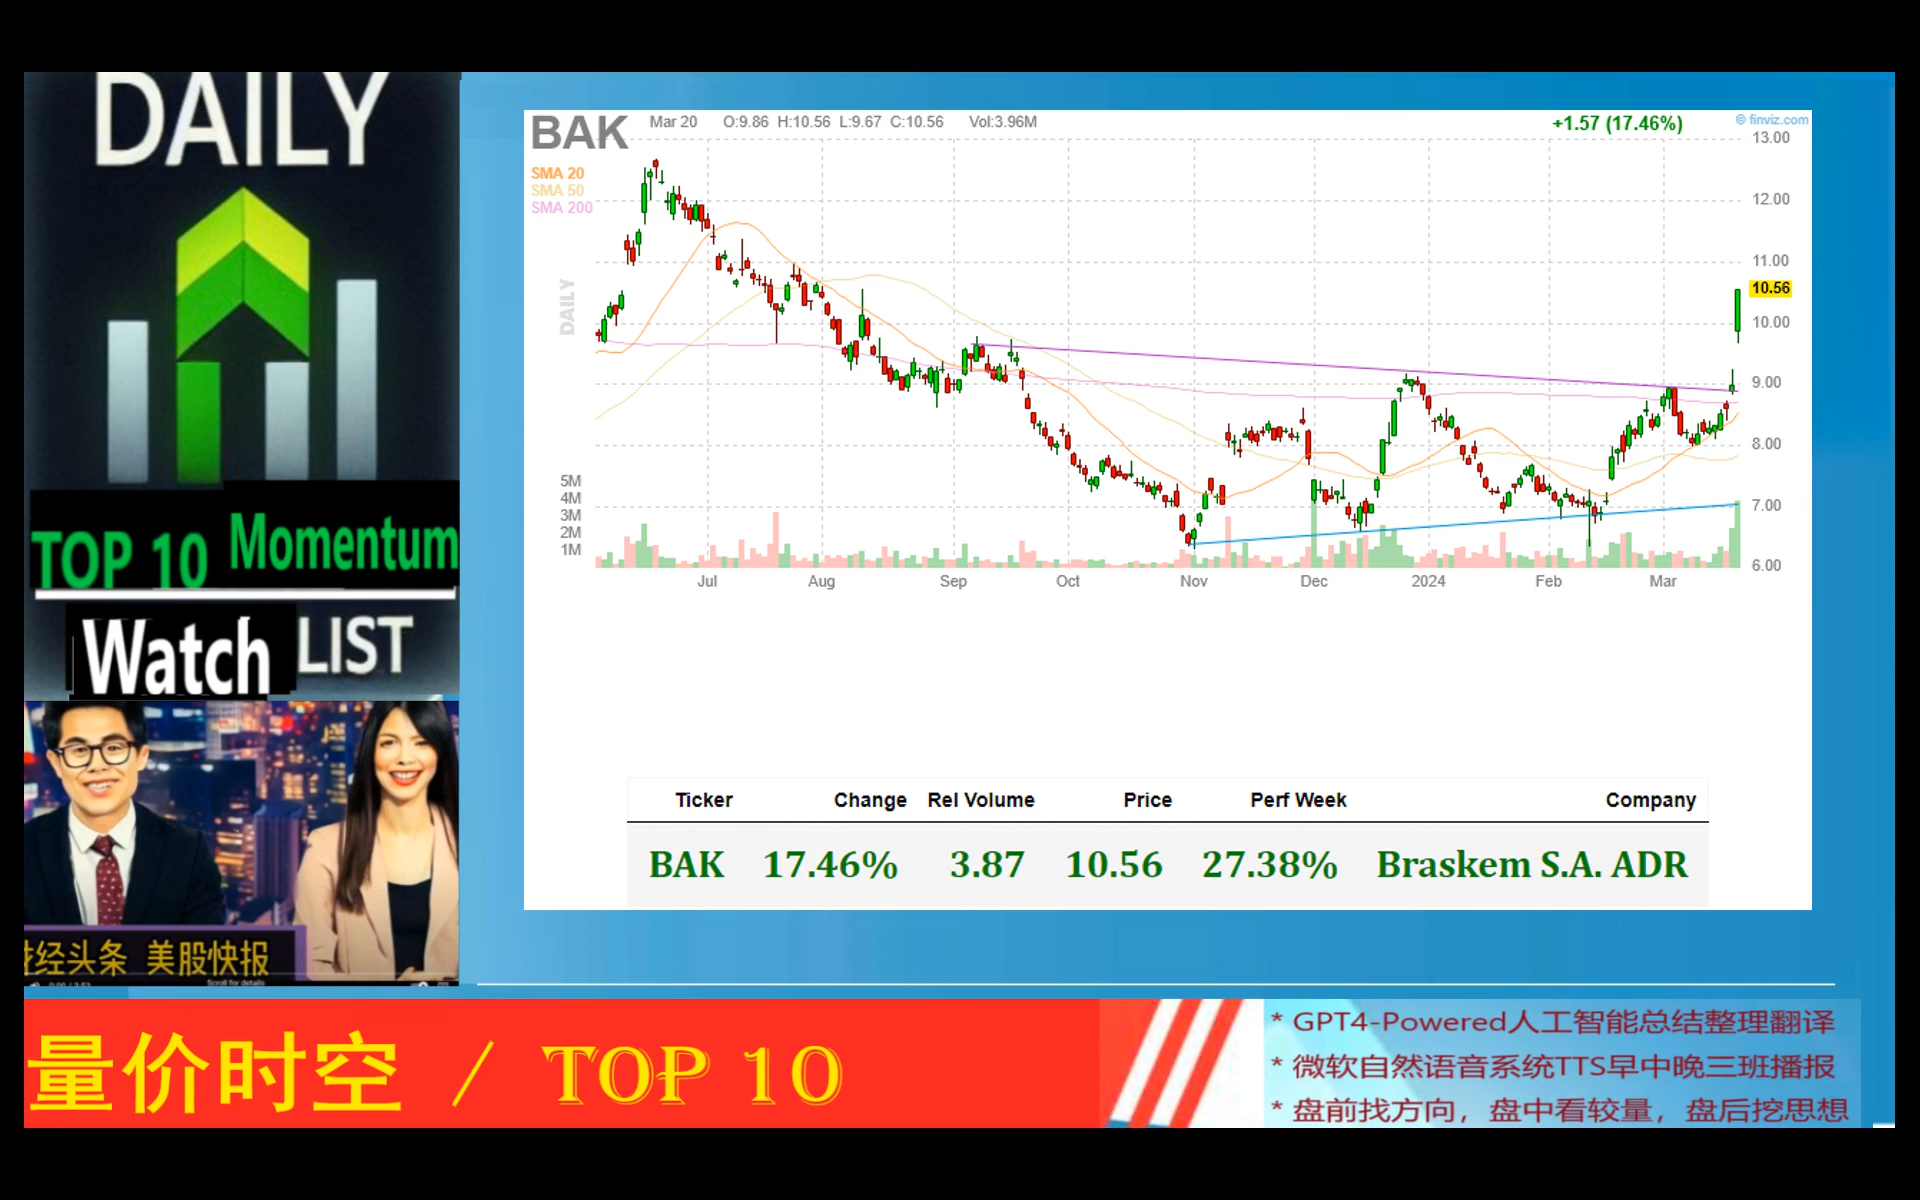 DAILY
TOP 10 Momentum
Watch LIST
经头条 美股快报
Scroll for details
BAK Mar 20 O:9.86 H:10.56 L:9.67 C:10.56 Vol:3.96M +1.57 (17.46%) © finviz.com
SMA 20
SMA 50
SMA 200
DAILY
13.00
12.00
11.00
10.56
10.00
9.00
8.00
7.00
6.00
5M
4M
3M
2M
1M
Jul Aug Sep Oct Nov Dec 2024 Feb Mar
Ticker Change Rel Volume Price Perf Week Company
BAK 17.46% 3.87 10.56 27.38% Braskem S.A. ADR
量价时空 / TOP 10
* GPT4-Powered人工智能总结整理翻译
* 微软自然语音系统TTS早中晚三班播报
* 盘前找方向，盘中看较量，盘后挖思想